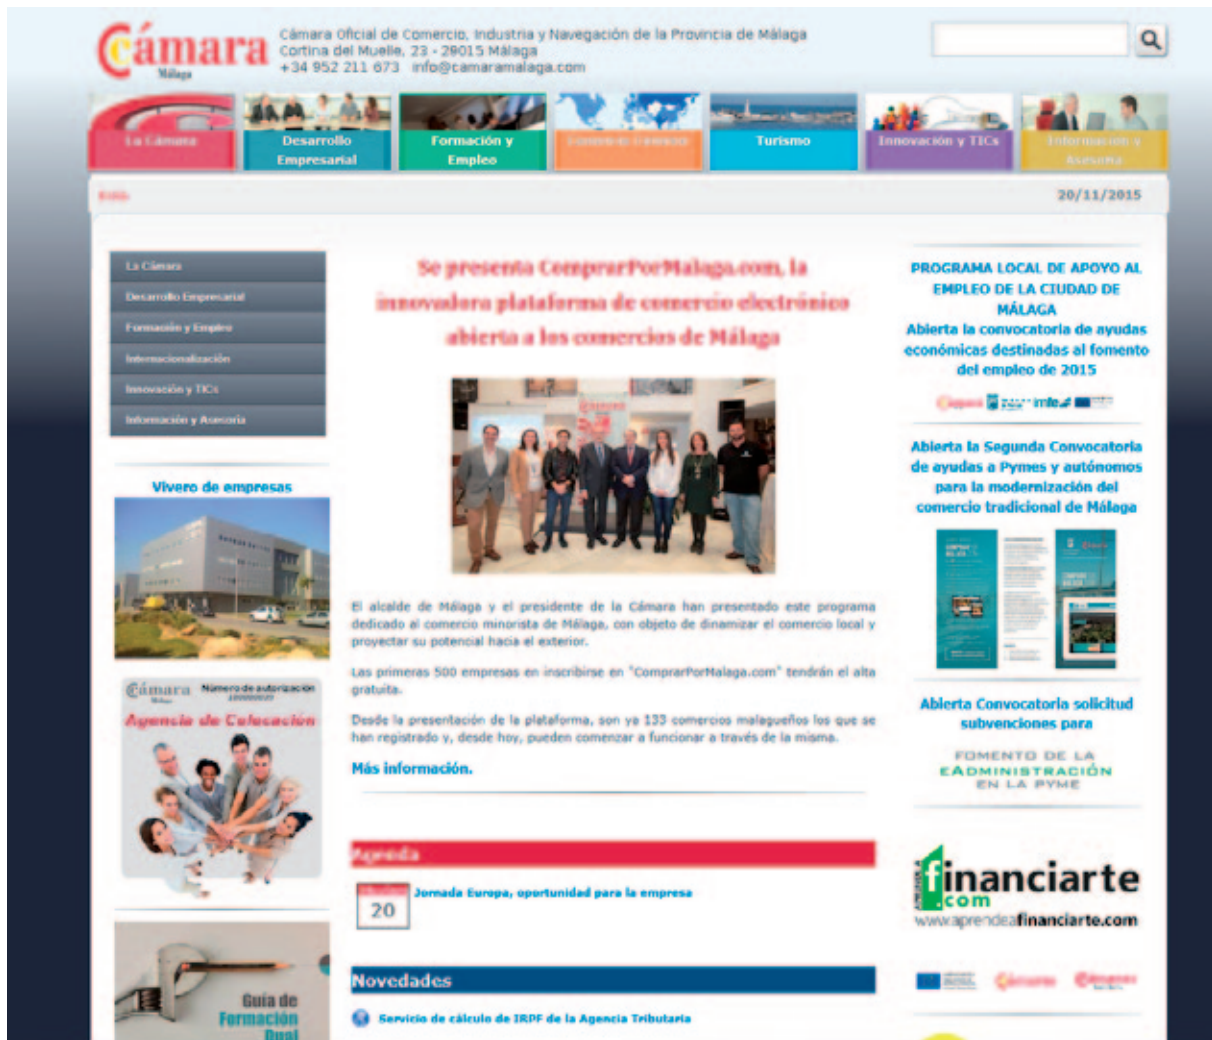 Cámara
Málaga
Cámara Oficial de Comercio, Industria y Navegación de la Provincia de Málaga
Cortina del Muelle, 23 - 29015 Málaga
+34 952 211 673 info@camaramalaga.com
La Cámara
Desarrollo
Empresarial
Formación y
Empleo
Turismo
Innovación y TICs
Información y
Asesoría
20/11/2015
La Cámara
Desarrollo Empresarial
Formación y Empleo
Internacionalización
Innovación y TICs
Información y Asesoría
Vivero de empresas
Cámara
Málaga
Número de autorización
Agencia de Colocación
Guía de
Formación
Dual
Se presenta ComprarPorMalaga.com, la
innovadora plataforma de comercio electrónico
abierta a los comercios de Málaga
Cámara
El alcalde de Málaga y el presidente de la Cámara han presentado este programa
dedicado al comercio minorista de Málaga, con objeto de dinamizar el comercio local y
proyectar su potencial hacia el exterior.
Las primeras 500 empresas en inscribirse en "ComprarPorMalaga.com" tendrán el alta
gratuita.
Desde la presentación de la plataforma, son ya 133 comercios malagueños los que se
han registrado y, desde hoy, pueden comenzar a funcionar a través de la misma.
Más información.
Agenda
20
Jornada Europa, oportunidad para la empresa
Novedades
Servicio de cálculo de IRPF de la Agencia Tributaria
PROGRAMA LOCAL DE APOYO AL
EMPLEO DE LA CIUDAD DE
MÁLAGA
Abierta la convocatoria de ayudas
económicas destinadas al fomento
del empleo de 2015
imfe
Abierta la Segunda Convocatoria
de ayudas a Pymes y autónomos
para la modernización del
comercio tradicional de Málaga
Abierta Convocatoria solicitud
subvenciones para
FOMENTO DE LA
EADMINISTRACIÓN
EN LA PYME
APRENDE A
financiarte
.com
www.aprendeafinanciarte.com
Cámaras
Cámaras